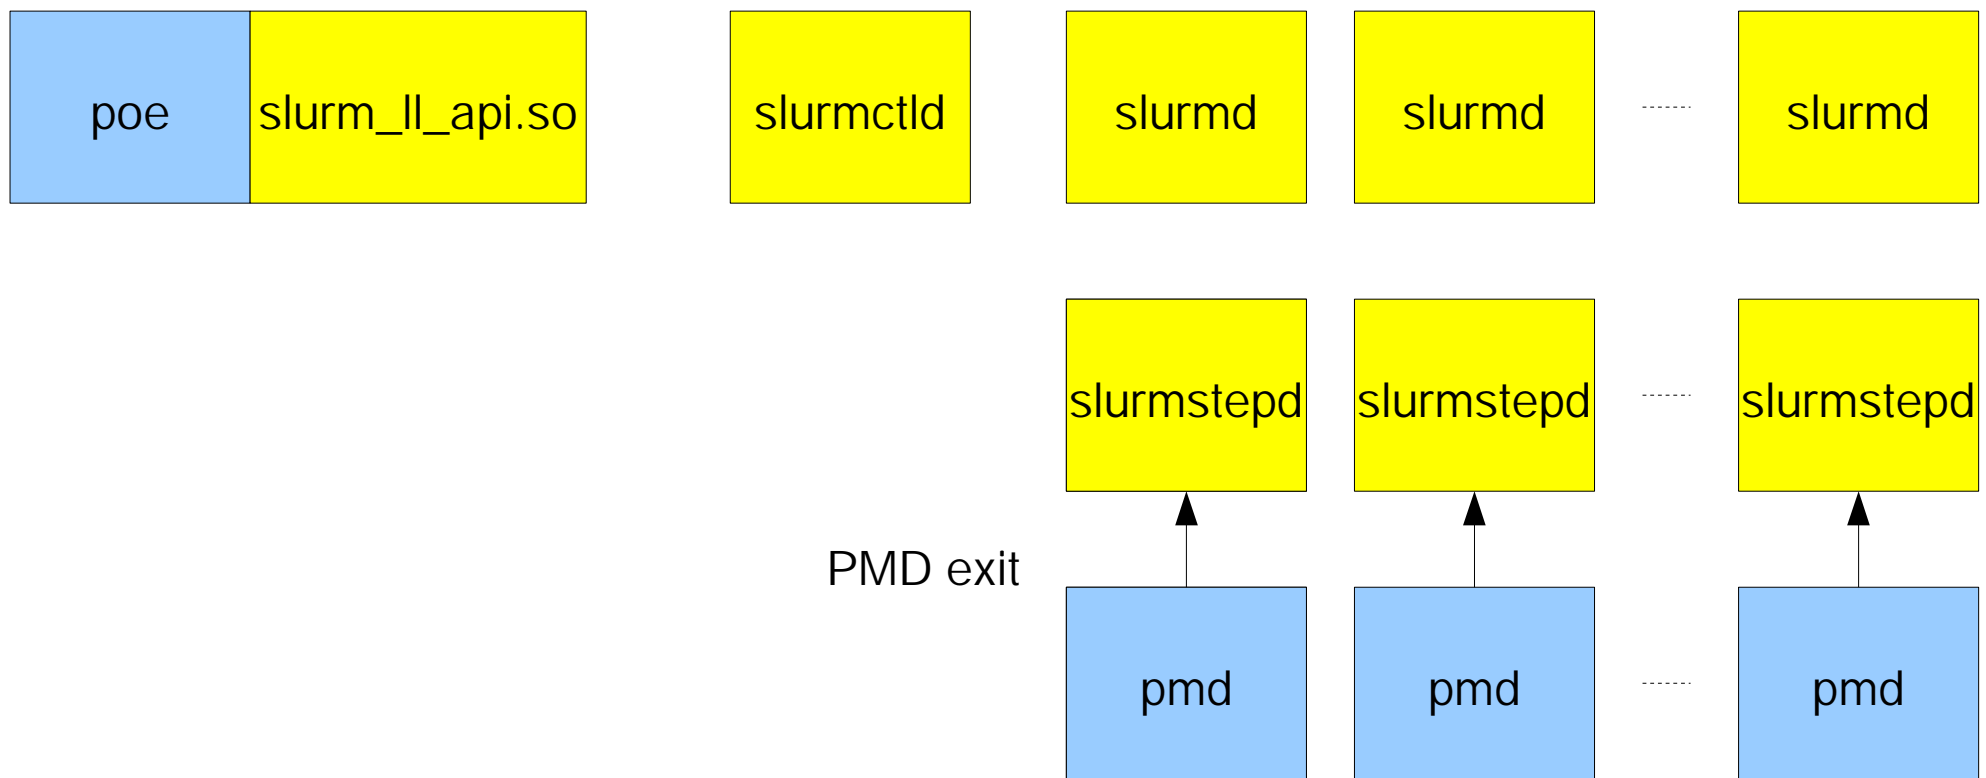 poe
slurm_ll_api.so
slurmctld
slurmd
slurmd
slurmd
slurmstepd
slurmstepd
slurmstepd
PMD exit
pmd
pmd
pmd